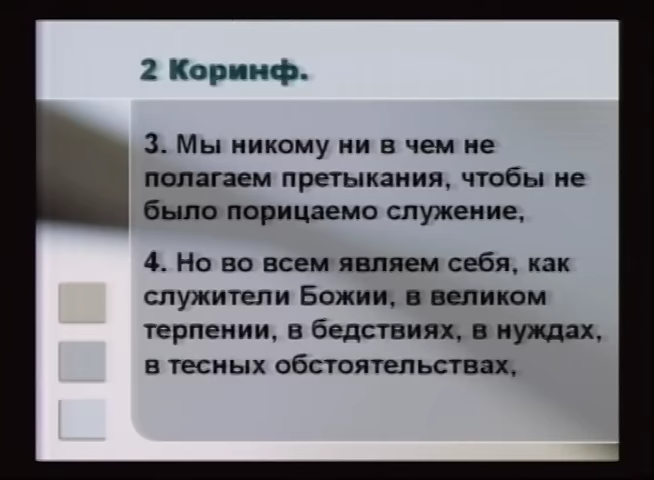 2 Коринф.
3. Мы никому ни в чем не
полагаем претыкания, чтобы не
было порицаемо служение,
4. Но во всем являем себя, как
служители Божии, в великом
терпении, в бедствиях, в нуждах,
в тесных обстоятельствах,